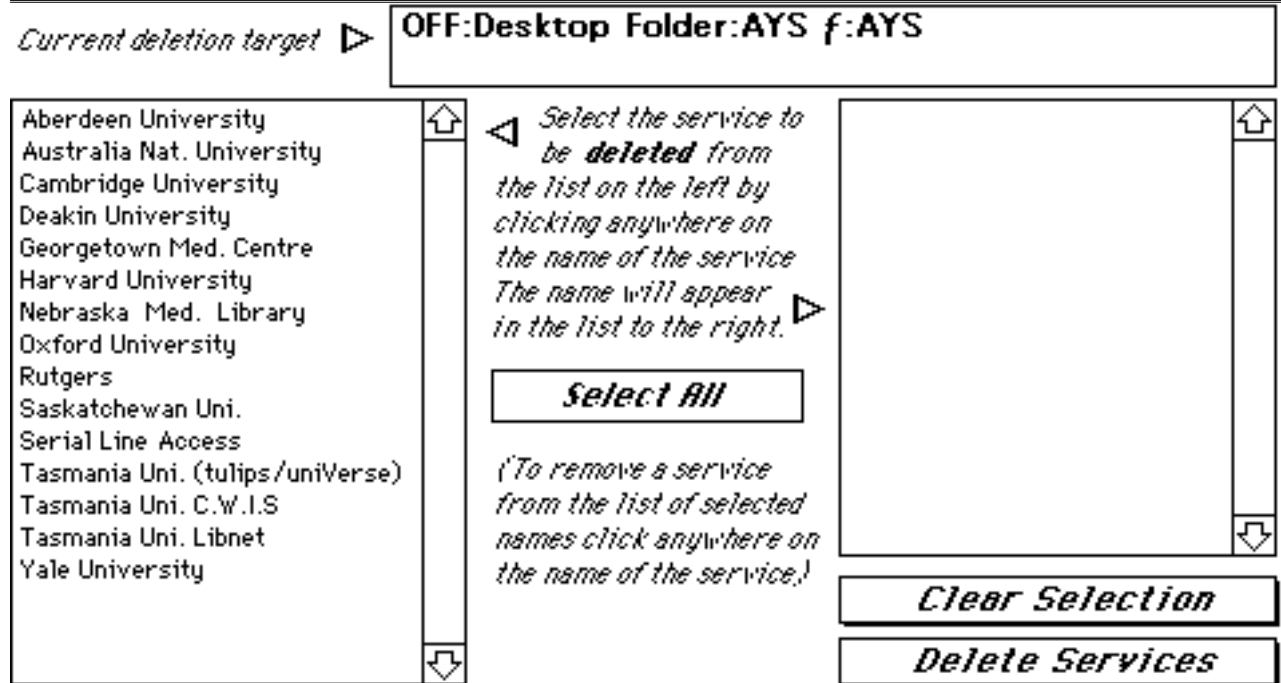 Current deletion target
OFF:Desktop Folder:AYS ƒ:AYS
Aberdeen University
Australia Nat. University
Cambridge University
Deakin University
Georgetown Med. Centre
Harvard University
Nebraska Med. Library
Oxford University
Rutgers
Saskatchewan Uni.
Serial Line Access
Tasmania Uni. (tulips/uniVerse)
Tasmania Uni. C.W.I.S
Tasmania Uni. Libnet
Yale University
Select the service to
be deleted from
the list on the left by
clicking anywhere on
the name of the service
The name will appear
in the list to the right.
Select All
(To remove a service
from the list of selected
names click anywhere on
the name of the service.)
Clear Selection
Delete Services